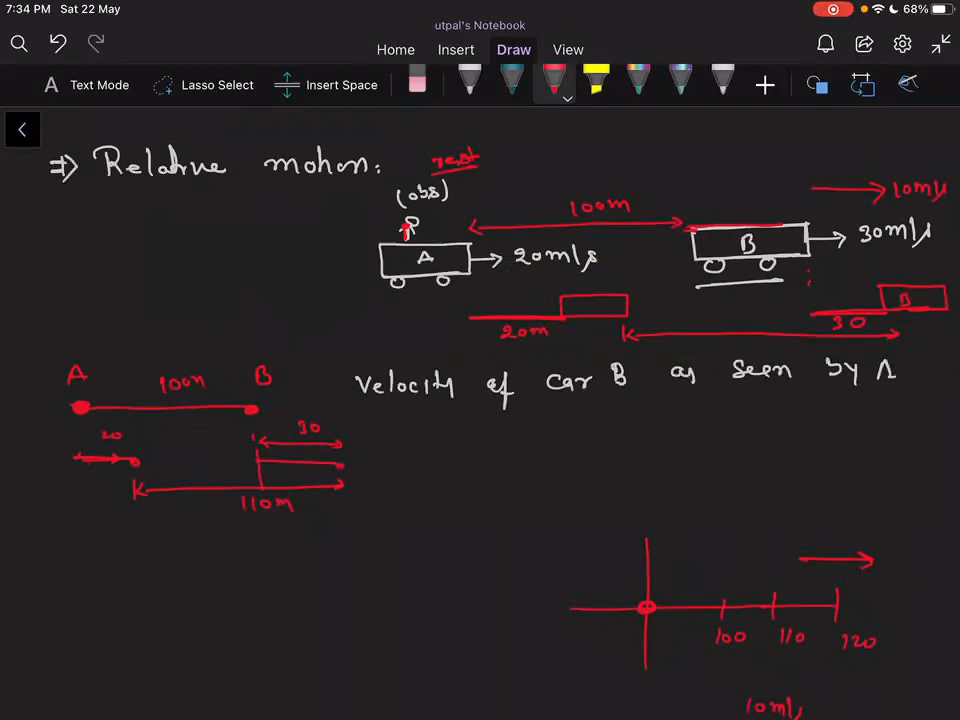 7:34 PM Sat 22 May
68%
utpal's Notebook
Home Insert Draw View
Text Mode Lasso Select Insert Space
⇒ Relative motion:
rest
(obs)
100m
10m/s
A
20m/s
B
30m/s
20m
30
B
A 100m B
velocity of car B as seen by A
20
30
110m
100 110 120
10m/s